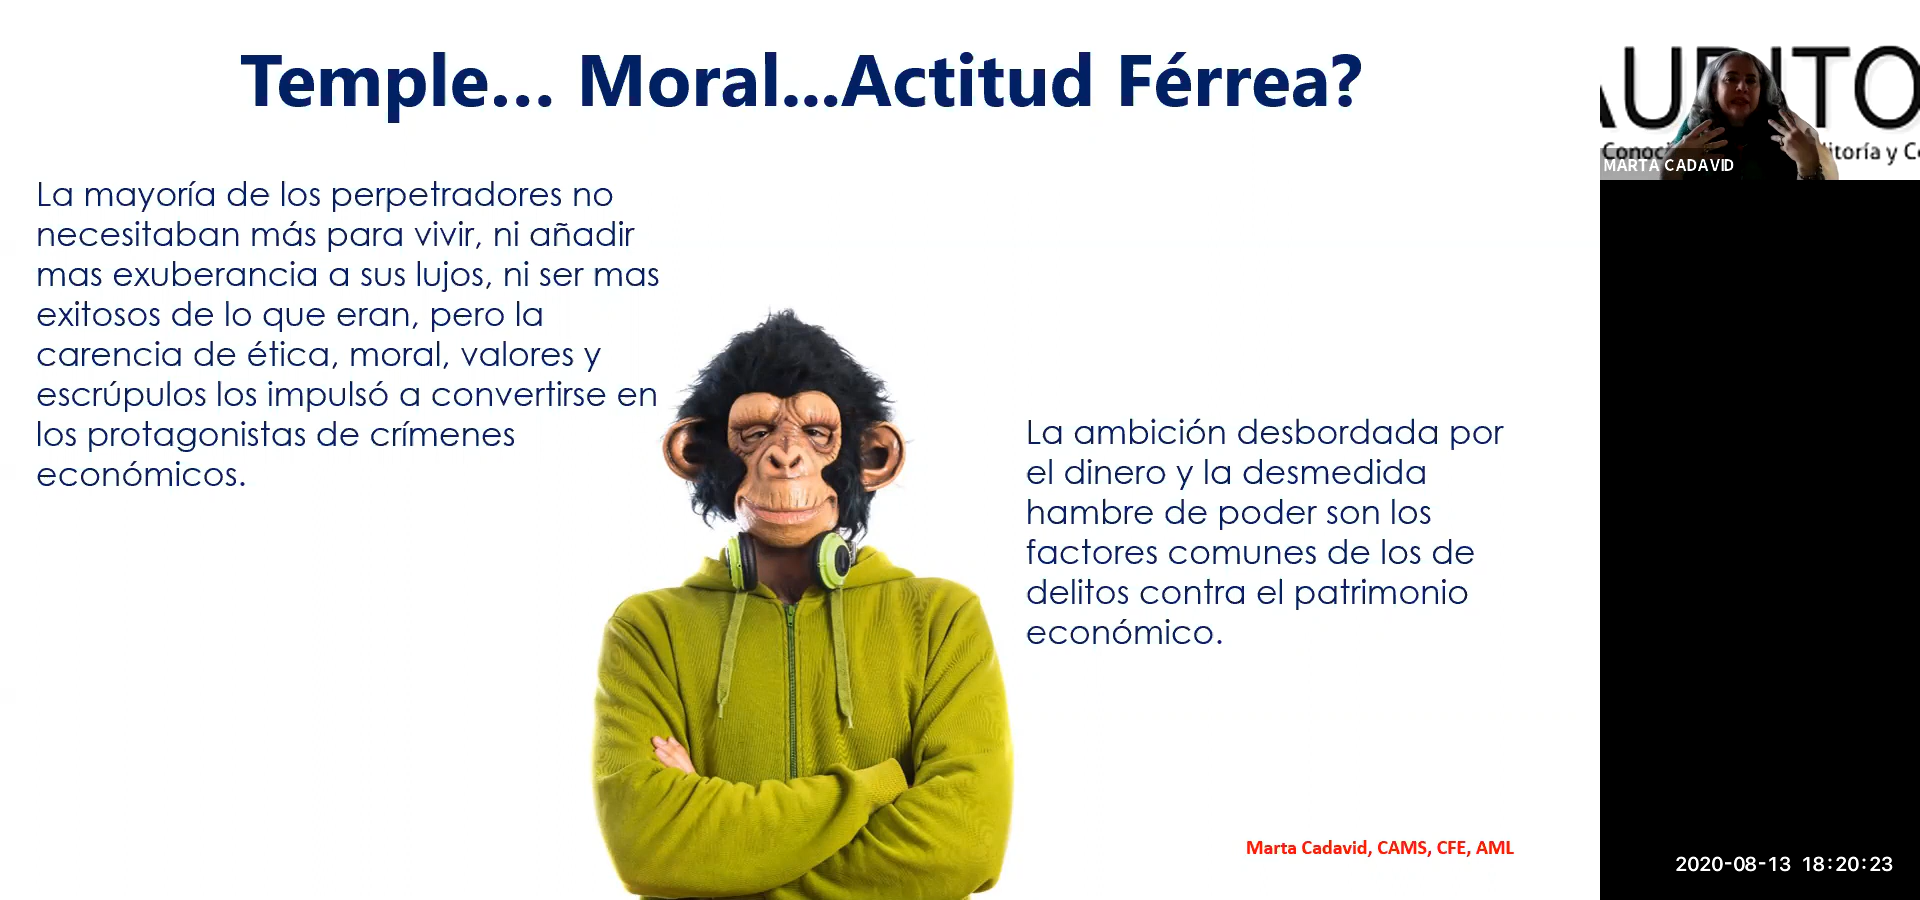 Temple... Moral...Actitud Férrea?
La mayoría de los perpetradores no
necesitaban más para vivir, ni añadir
mas exuberancia a sus lujos, ni ser mas
exitosos de lo que eran, pero la
carencia de ética, moral, valores y
escrúpulos los impulsó a convertirse en
los protagonistas de crímenes
económicos.
La ambición desbordada por
el dinero y la desmedida
hambre de poder son los
factores comunes de los de
delitos contra el patrimonio
económico.
Marta Cadavid, CAMS, CFE, AML
MARTA CADAVID
2020-08-13 18:20:23